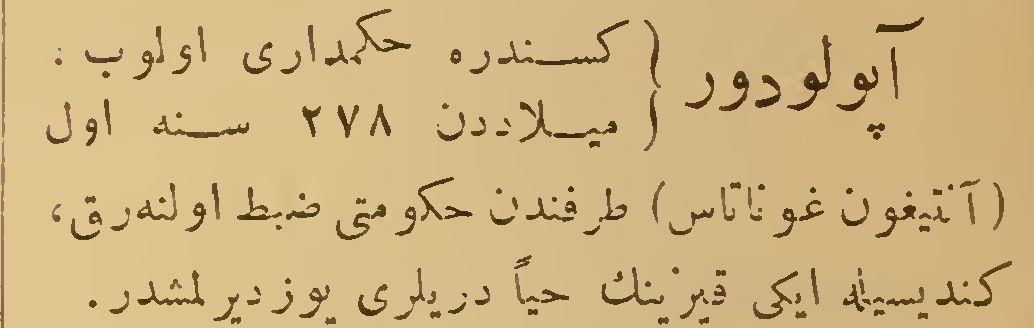 آپولودور { كسندره حكمدارى اولوب .
{ ميلاددن ٢٧٨ سنه اول
(آنتيغون غوناتاس) طرفندن حكومتى ضبط اولنه‌رق،
كنديسيله ايكى قيزينك حياً دريلرى يوزديرلمشدر.